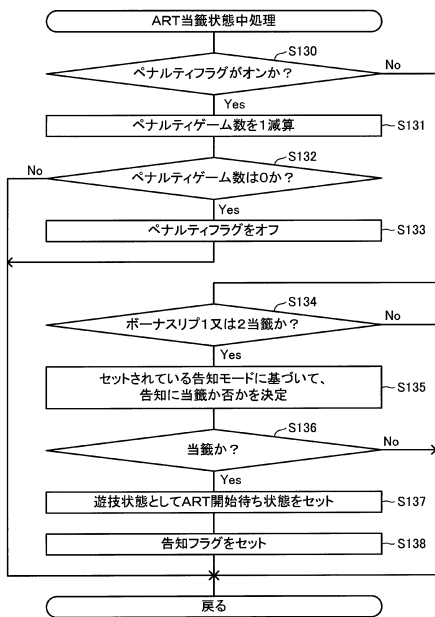 ART当籤状態中処理
S130
ペナルティフラグがオンか？
No
Yes
ペナルティゲーム数を1減算
S131
S132
No
ペナルティゲーム数は0か？
Yes
ペナルティフラグをオフ
S133
S134
ボーナスリプ1又は2当籤か？
No
Yes
セットされている告知モードに基づいて、
告知に当籤か否かを決定
S135
S136
当籤か？
No
Yes
遊技状態としてART開始待ち状態をセット
S137
告知フラグをセット
S138
戻る